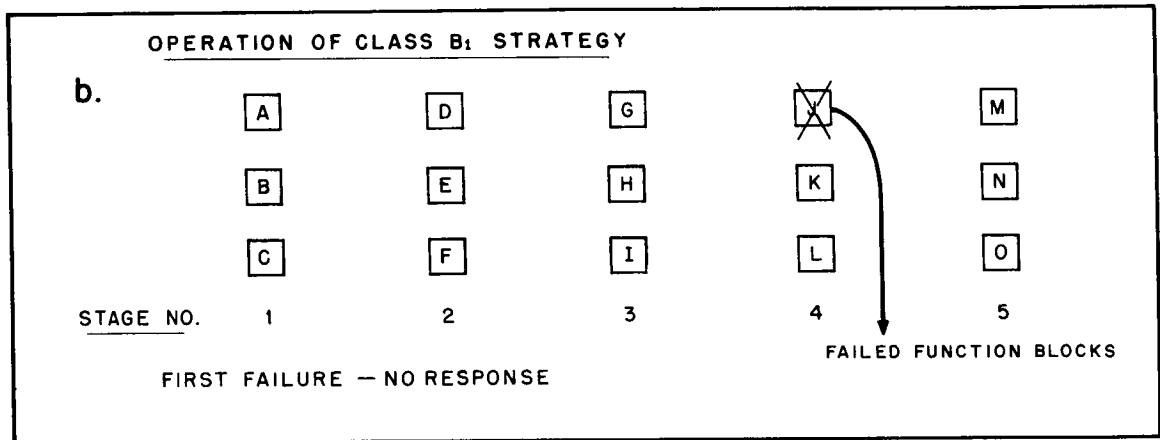 OPERATION OF CLASS B1 STRATEGY
b.
A D G J M
B E H K N
C F I L O
STAGE NO. 1 2 3 4 5
FAILED FUNCTION BLOCKS
FIRST FAILURE — NO RESPONSE